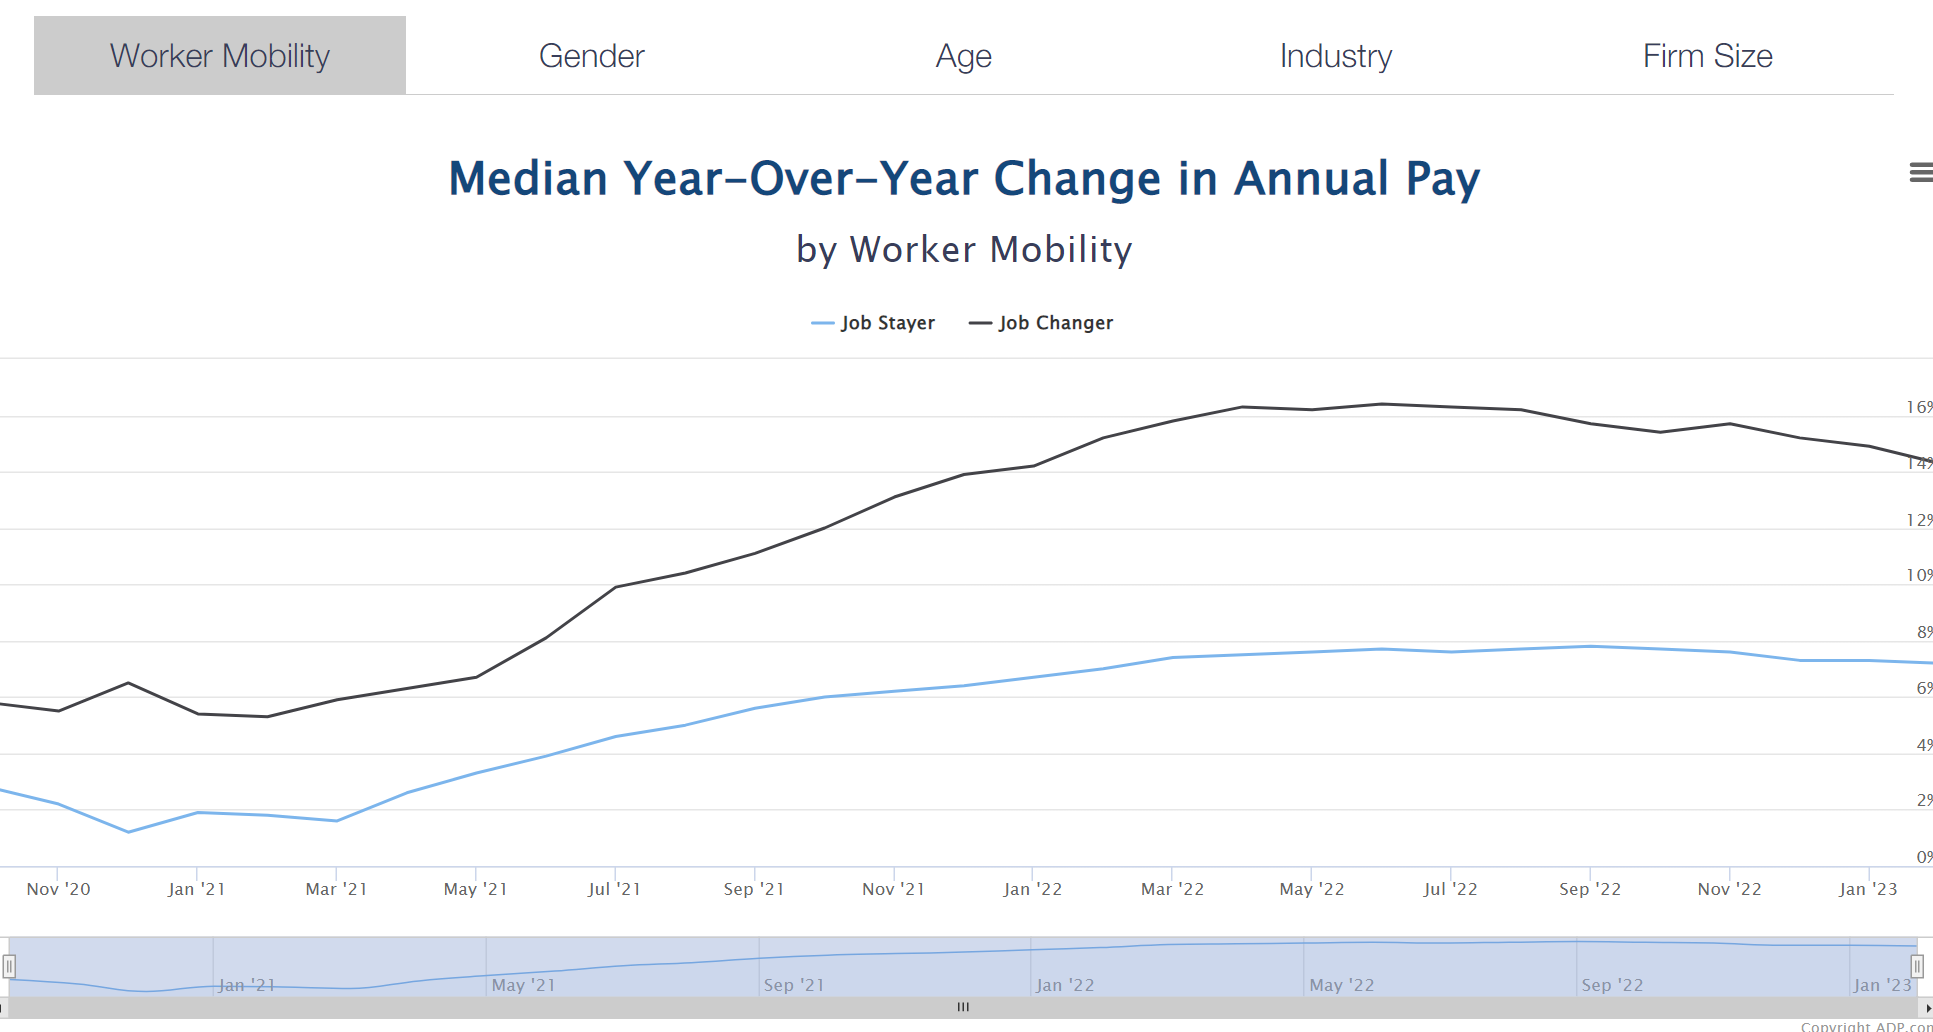 Worker Mobility Gender Age Industry Firm Size
Median Year-Over-Year Change in Annual Pay
by Worker Mobility
Job Stayer Job Changer
16%
14%
12%
10%
8%
6%
4%
2%
0%
Nov '20 Jan '21 Mar '21 May '21 Jul '21 Sep '21 Nov '21 Jan '22 Mar '22 May '22 Jul '22 Sep '22 Nov '22 Jan '23
Jan '21 May '21 Sep '21 Jan '22 May '22 Sep '22 Jan '23
Copyright ADP.com